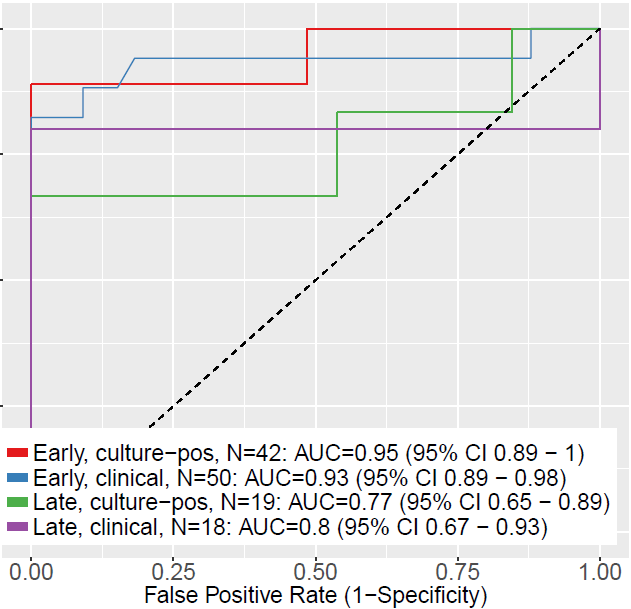 Early, culture−pos, N=42: AUC=0.95 (95% CI 0.89 − 1)
Early, clinical, N=50: AUC=0.93 (95% CI 0.89 − 0.98)
Late, culture−pos, N=19: AUC=0.77 (95% CI 0.65 − 0.89)
Late, clinical, N=18: AUC=0.8 (95% CI 0.67 − 0.93)
0.00 0.25 0.50 0.75 1.00
False Positive Rate (1−Specificity)